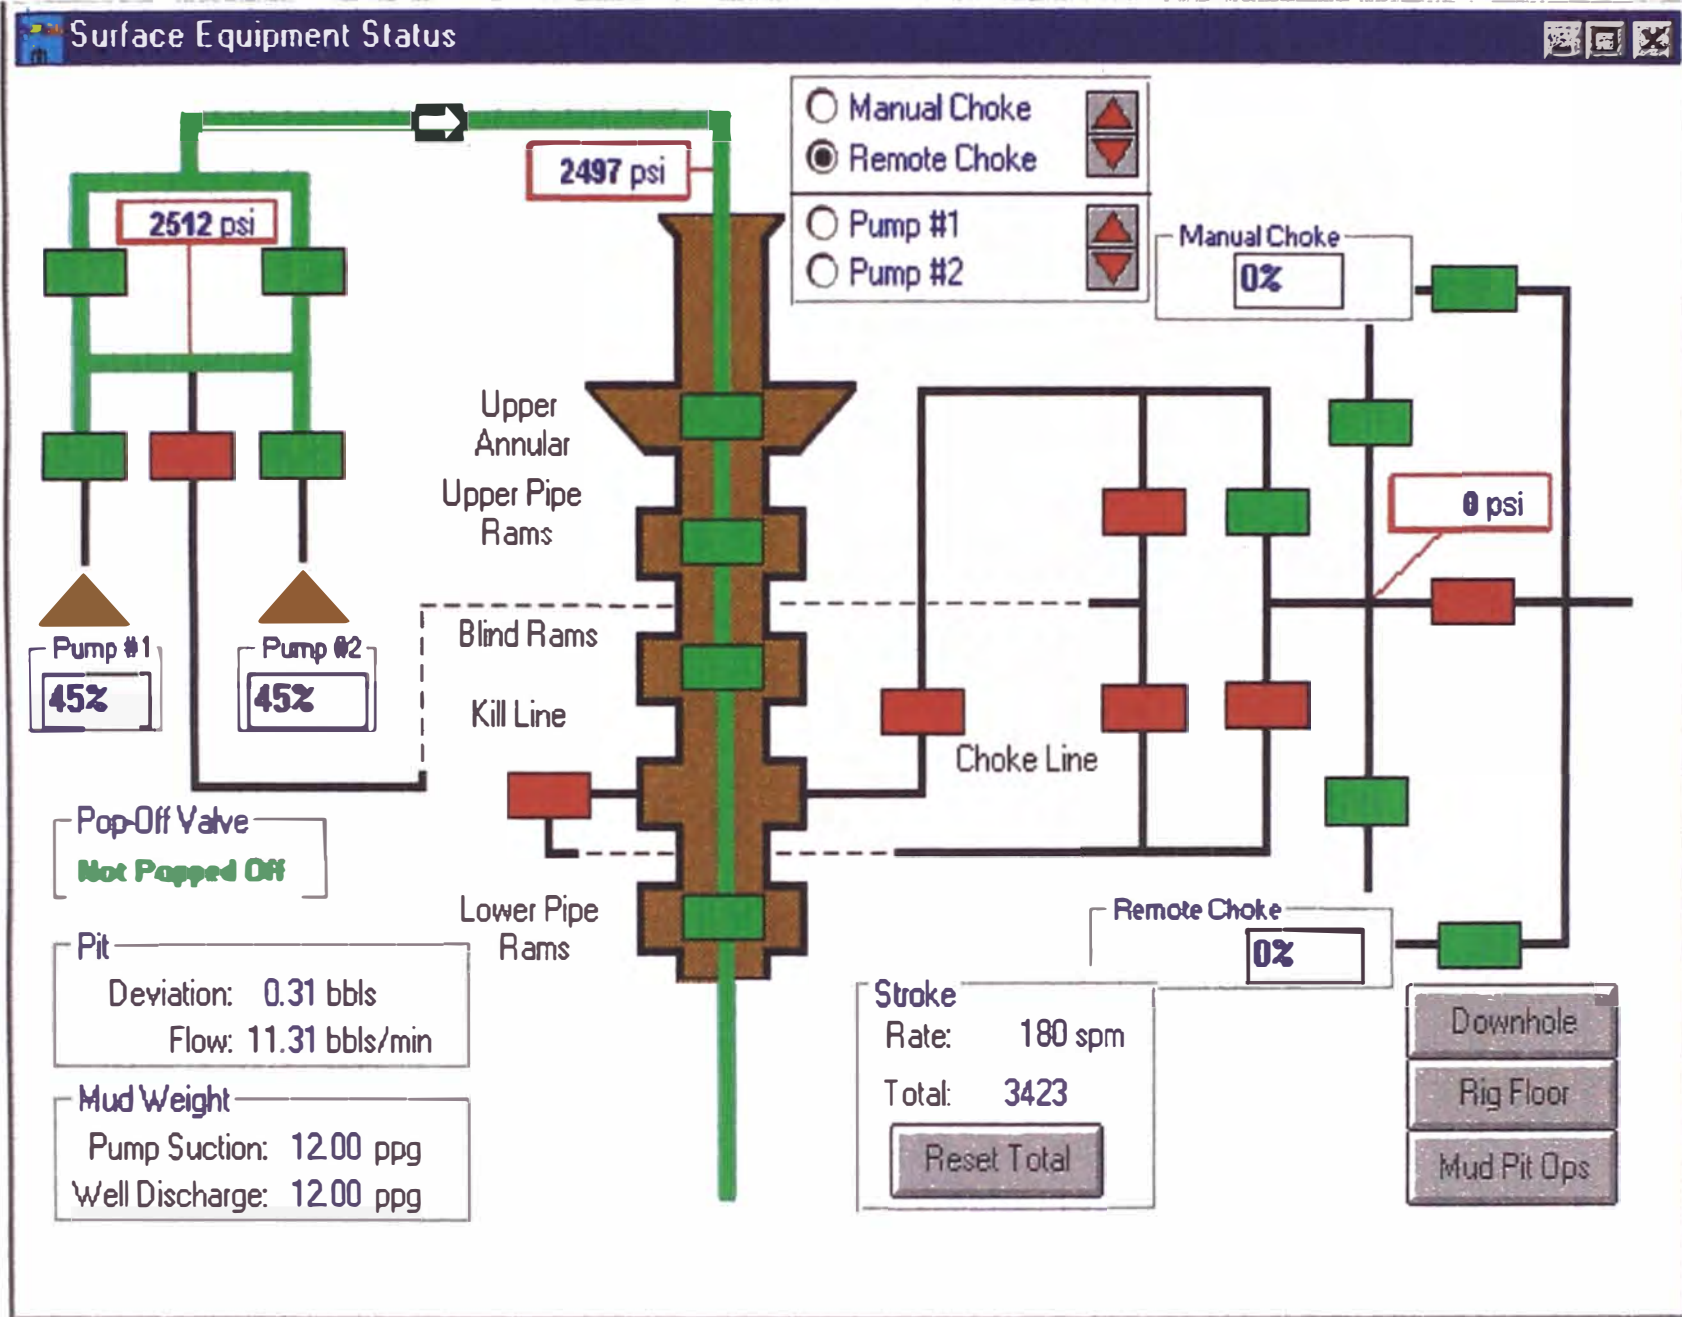 Surface Equipment Status
Manual Choke
Remote Choke
2497 psi
2512 psi
Pump #1
Pump #2
Manual Choke
0%
Upper
Annular
Upper Pipe
Rams
0 psi
Blind Rams
Pump #1
45%
Pump #2
45%
Kill Line
Choke Line
Pop-Off Valve
Not Popped Off
Lower Pipe
Rams
Remote Choke
0%
Pit
Deviation: 0.31 bbls
Flow: 11.31 bbls/min
Stroke
Rate: 180 spm
Total: 3423
Reset Total
Downhole
Rig Floor
Mud Pit Ops
Mud Weight
Pump Suction: 12.00 ppg
Well Discharge: 12.00 ppg